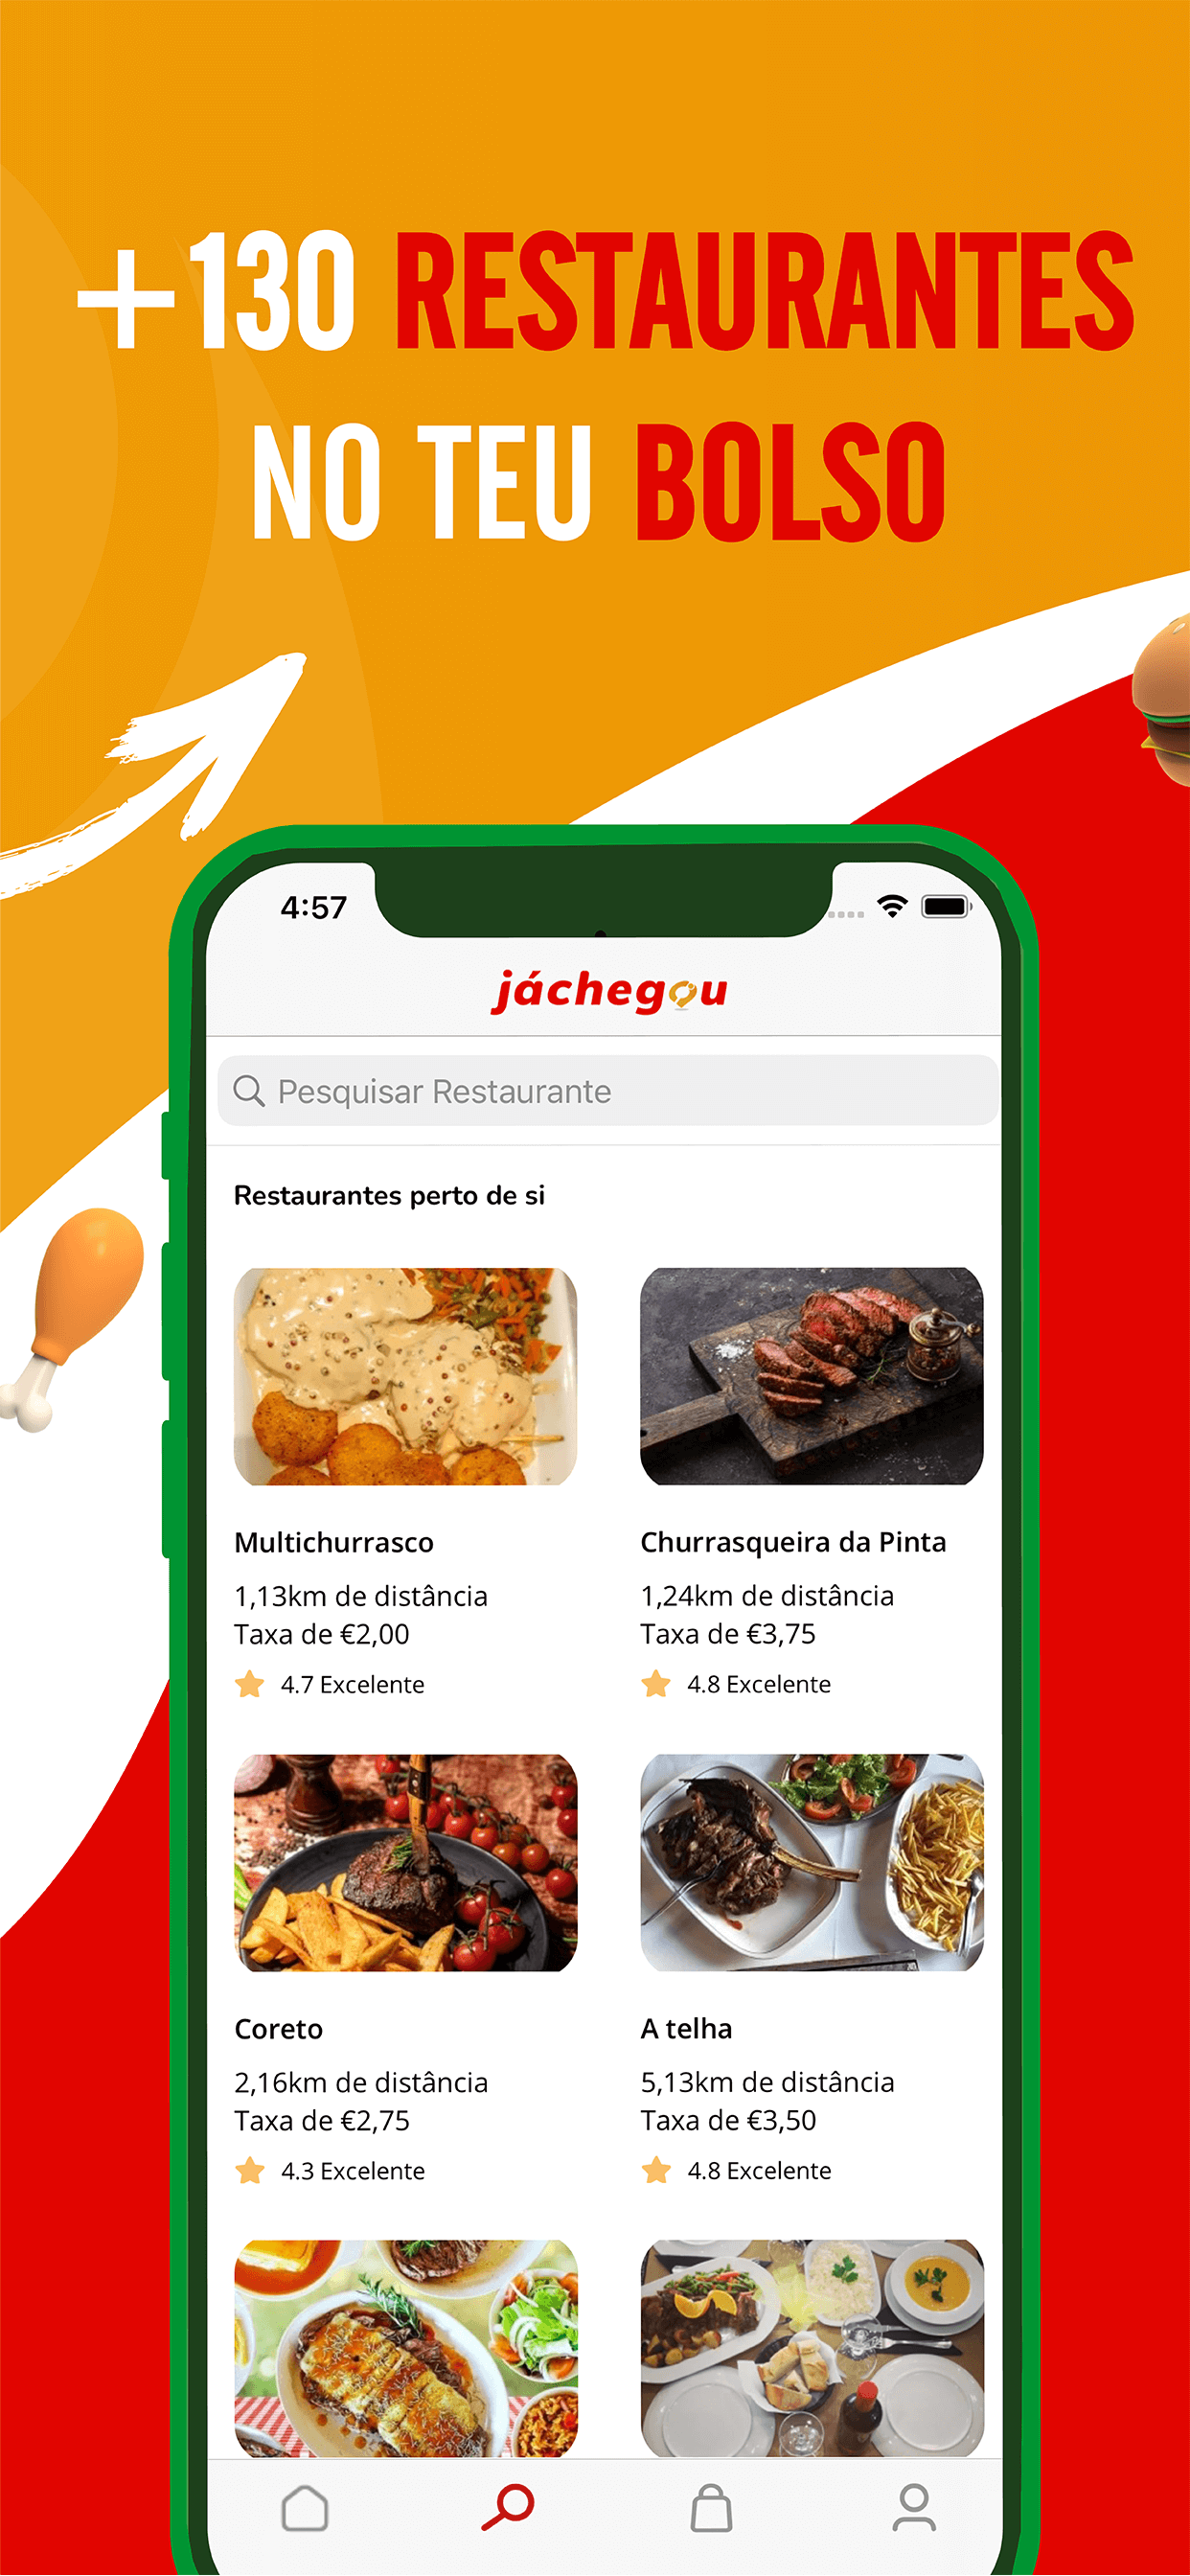 +130 RESTAURANTES
NO TEU BOLSO
4:57
jáchegou
Pesquisar Restaurante
Restaurantes perto de si
Multichurrasco
1,13km de distância
Taxa de €2,00
4.7 Excelente
Churrasqueira da Pinta
1,24km de distância
Taxa de €3,75
4.8 Excelente
Coreto
2,16km de distância
Taxa de €2,75
4.3 Excelente
A telha
5,13km de distância
Taxa de €3,50
4.8 Excelente